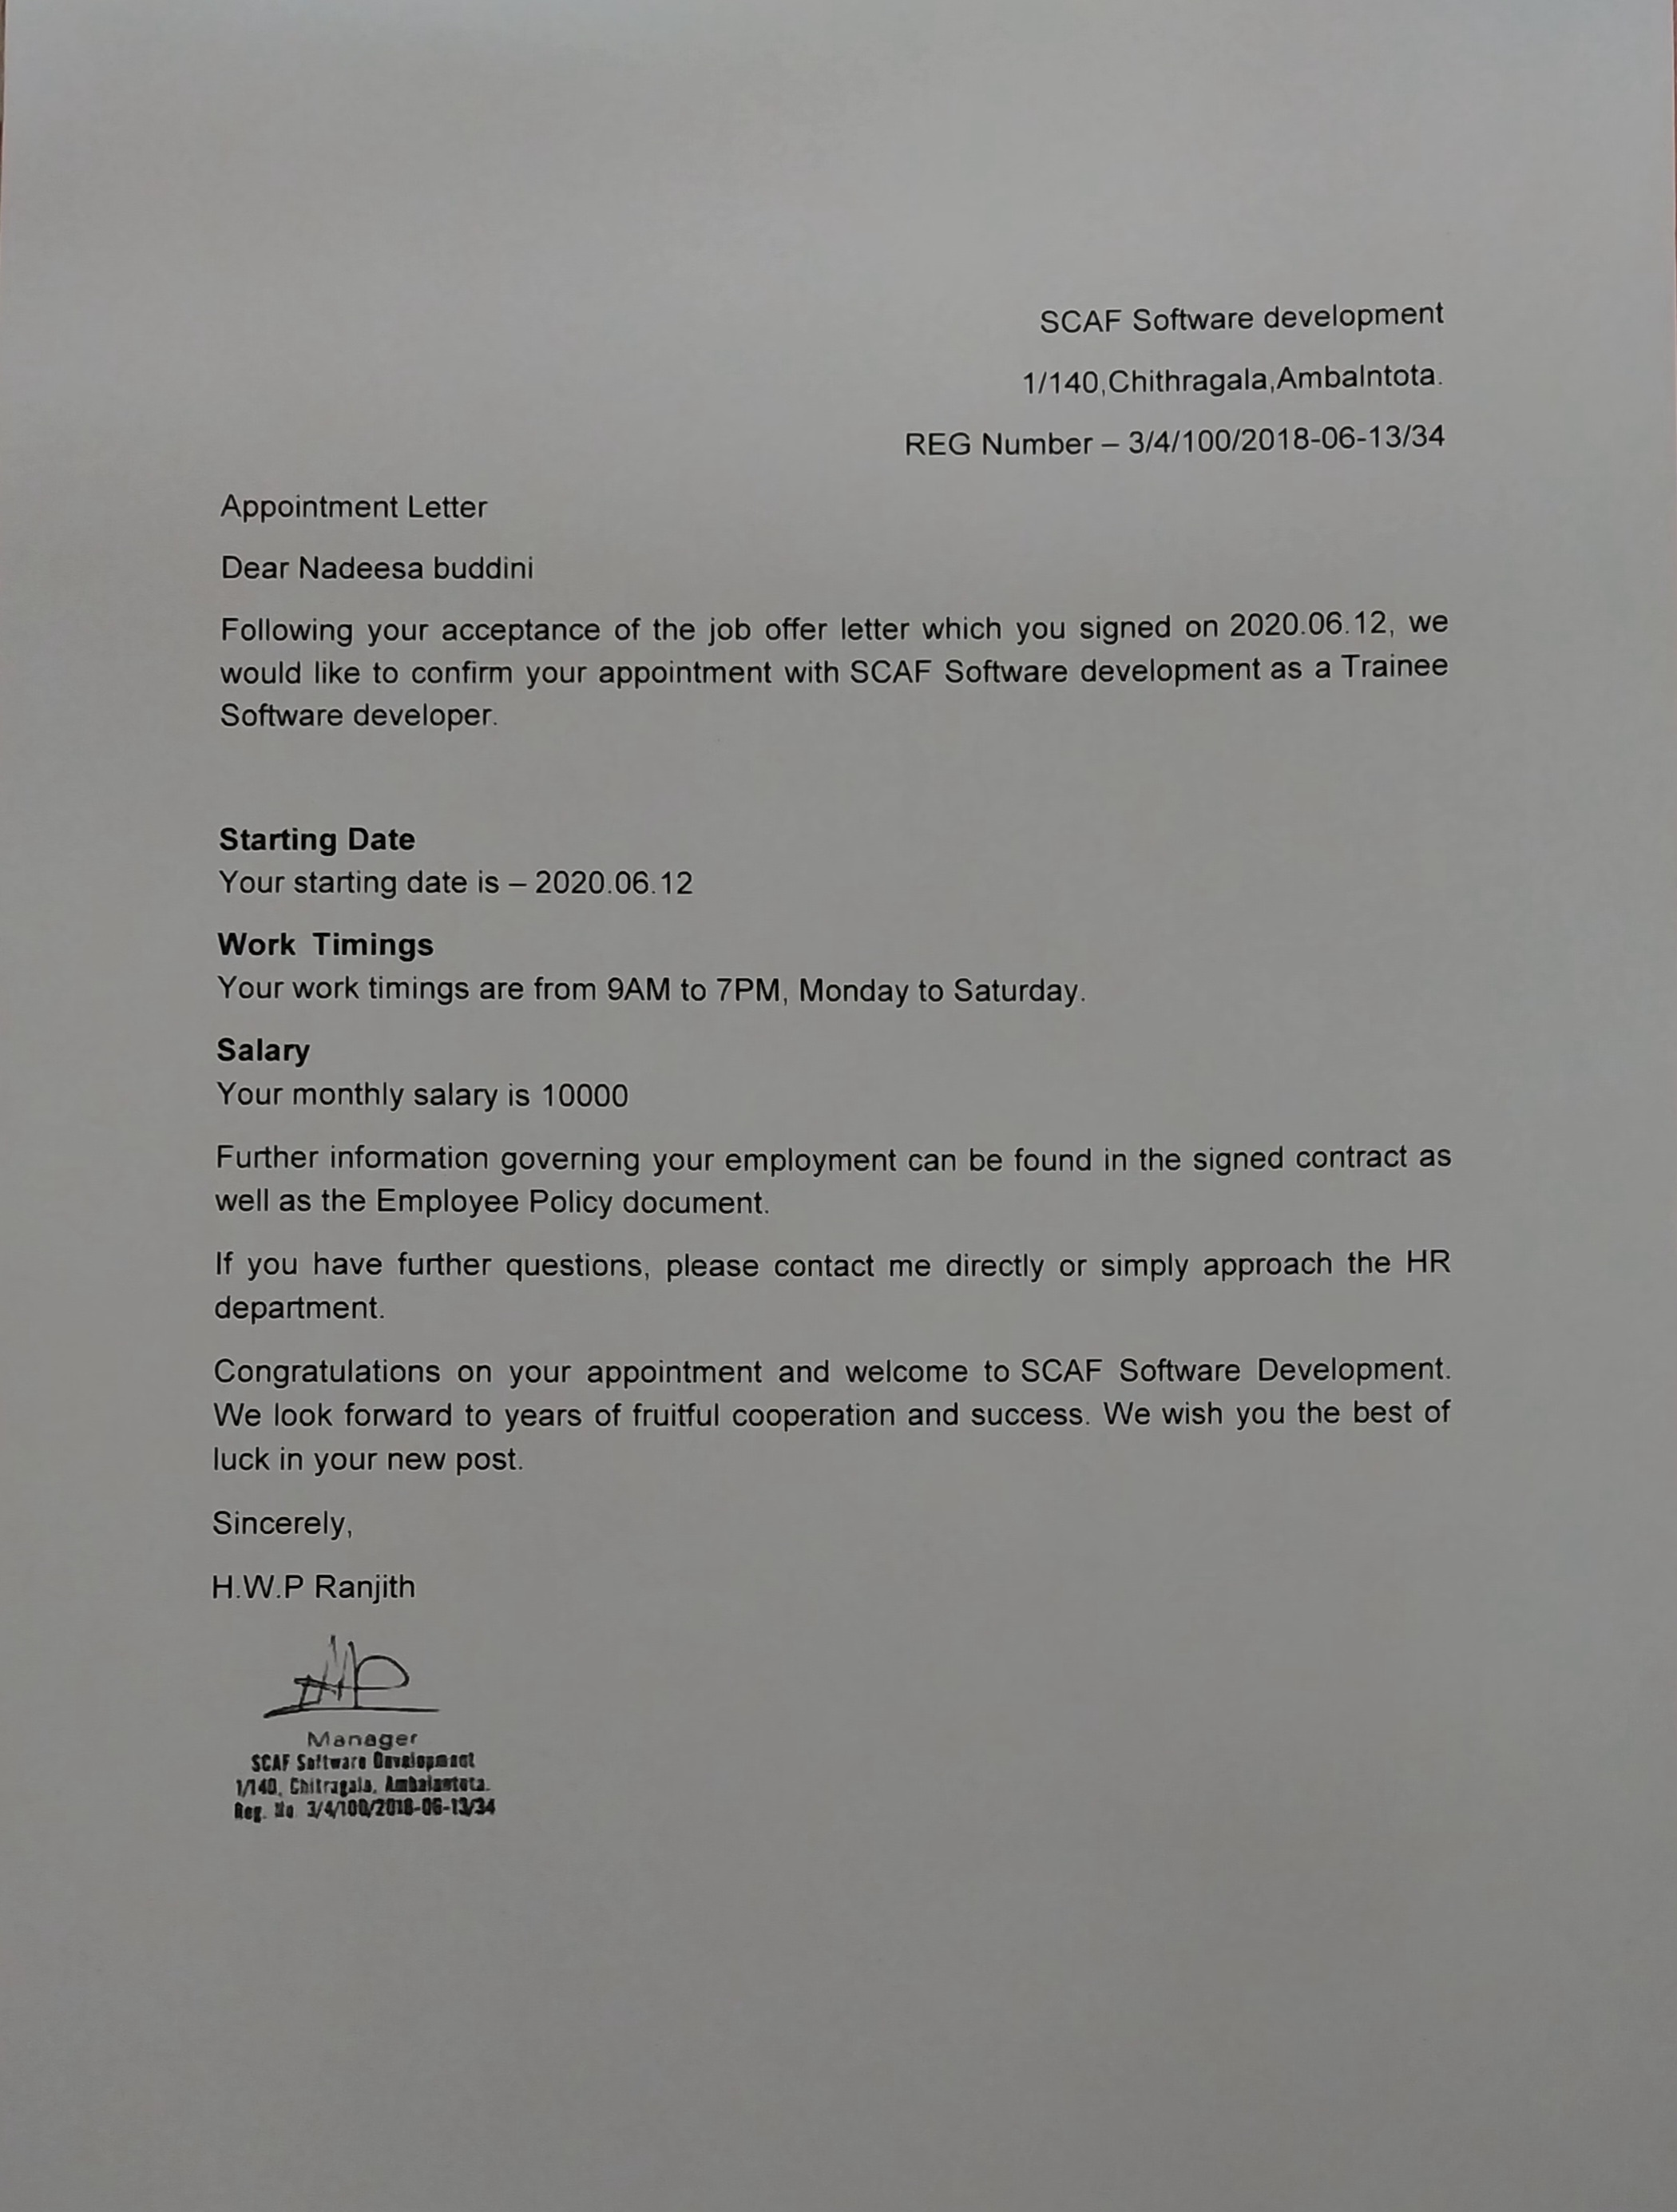 SCAF Software development
1/140,Chithragala,Ambalntota.
REG Number – 3/4/100/2018-06-13/34
Appointment Letter
Dear Nadeesa buddini
Following your acceptance of the job offer letter which you signed on 2020.06.12, we
would like to confirm your appointment with SCAF Software development as a Trainee
Software developer.
Starting Date
Your starting date is – 2020.06.12
Work Timings
Your work timings are from 9AM to 7PM, Monday to Saturday.
Salary
Your monthly salary is 10000
Further information governing your employment can be found in the signed contract as
well as the Employee Policy document.
If you have further questions, please contact me directly or simply approach the HR
department.
Congratulations on your appointment and welcome to SCAF Software Development.
We look forward to years of fruitful cooperation and success. We wish you the best of
luck in your new post.
Sincerely,
H.W.P Ranjith
Manager
SCAF Software Development
1/140, Chitragala, Ambalantota.
Reg. No 3/4/100/2018-06-13/34